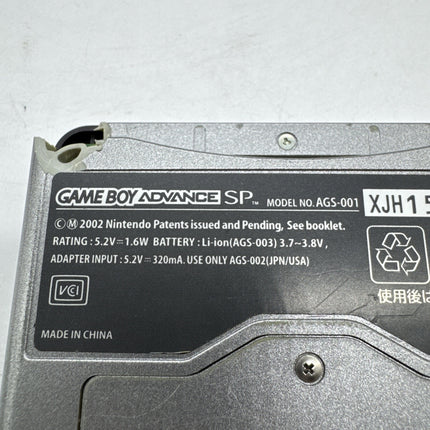 GAME BOY ADVANCE SP™ MODEL NO. AGS-001 XJH15
©Ⓜ 2002 Nintendo Patents issued and Pending, See booklet.
RATING : 5.2V⎓1.6W BATTERY : Li-ion(AGS-003) 3.7~3.8V,
ADAPTER INPUT : 5.2V⎓320mA. USE ONLY AGS-002(JPN/USA)
VCI
使用後は
MADE IN CHINA